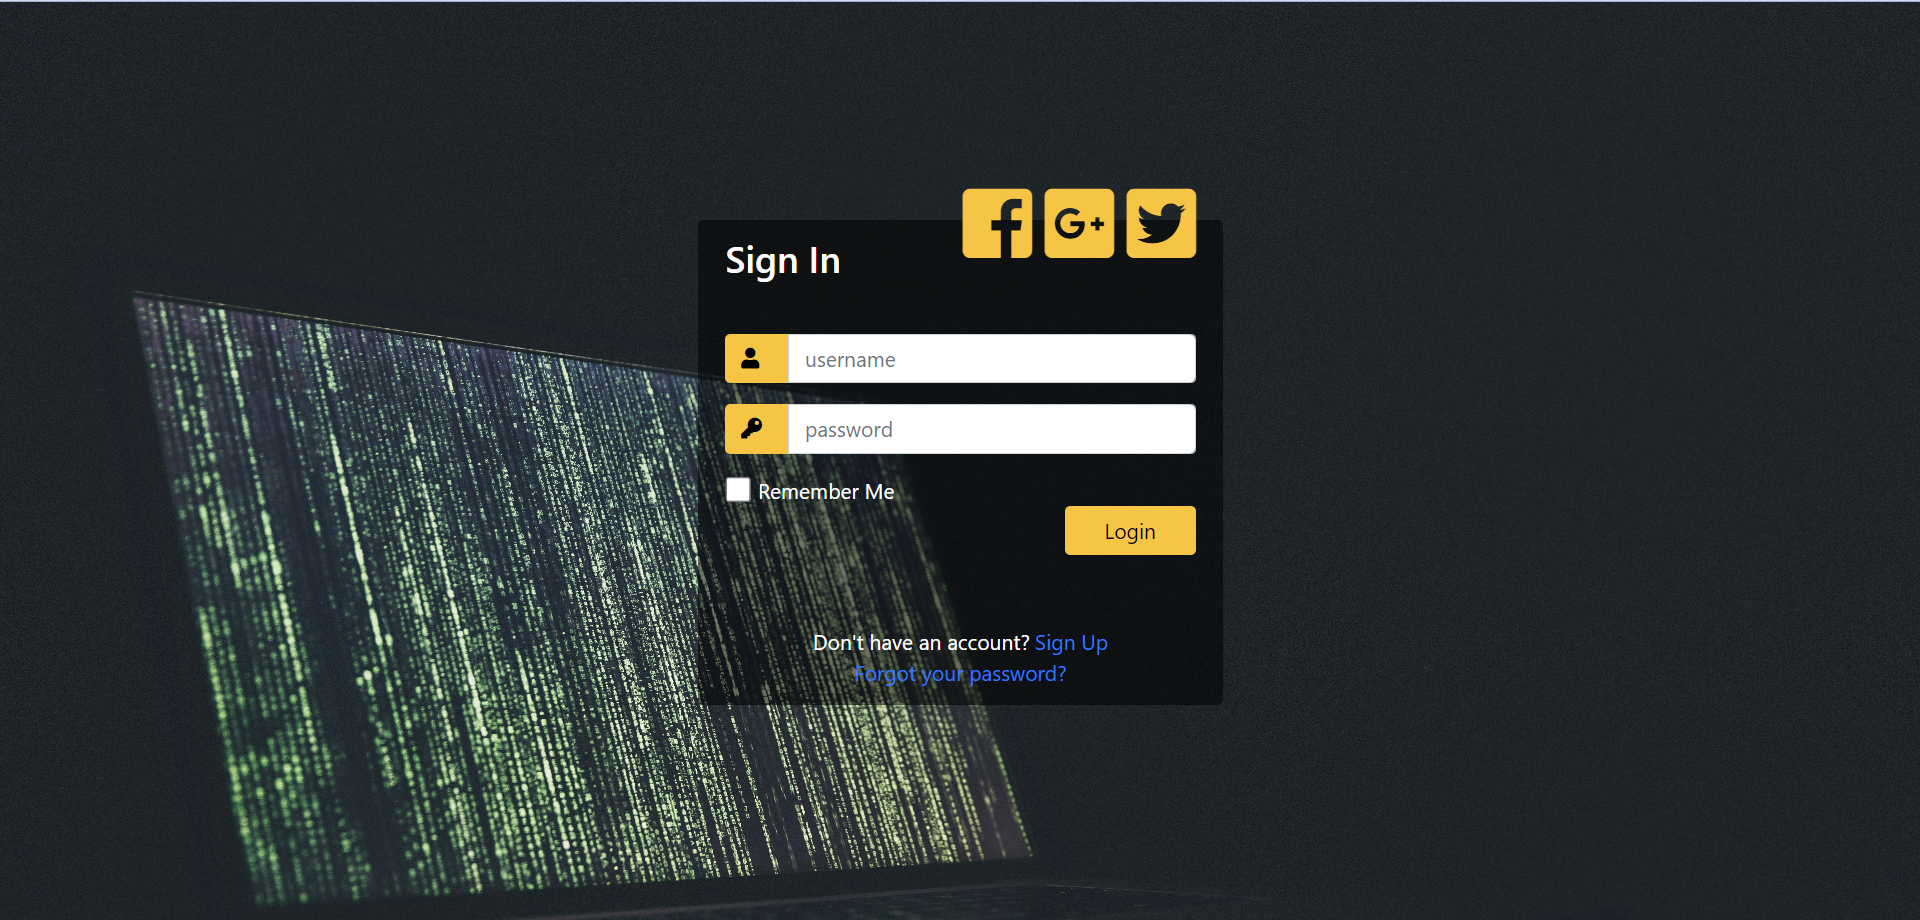 Sign In
username
password
Remember Me
Login
Don't have an account? Sign Up
Forgot your password?